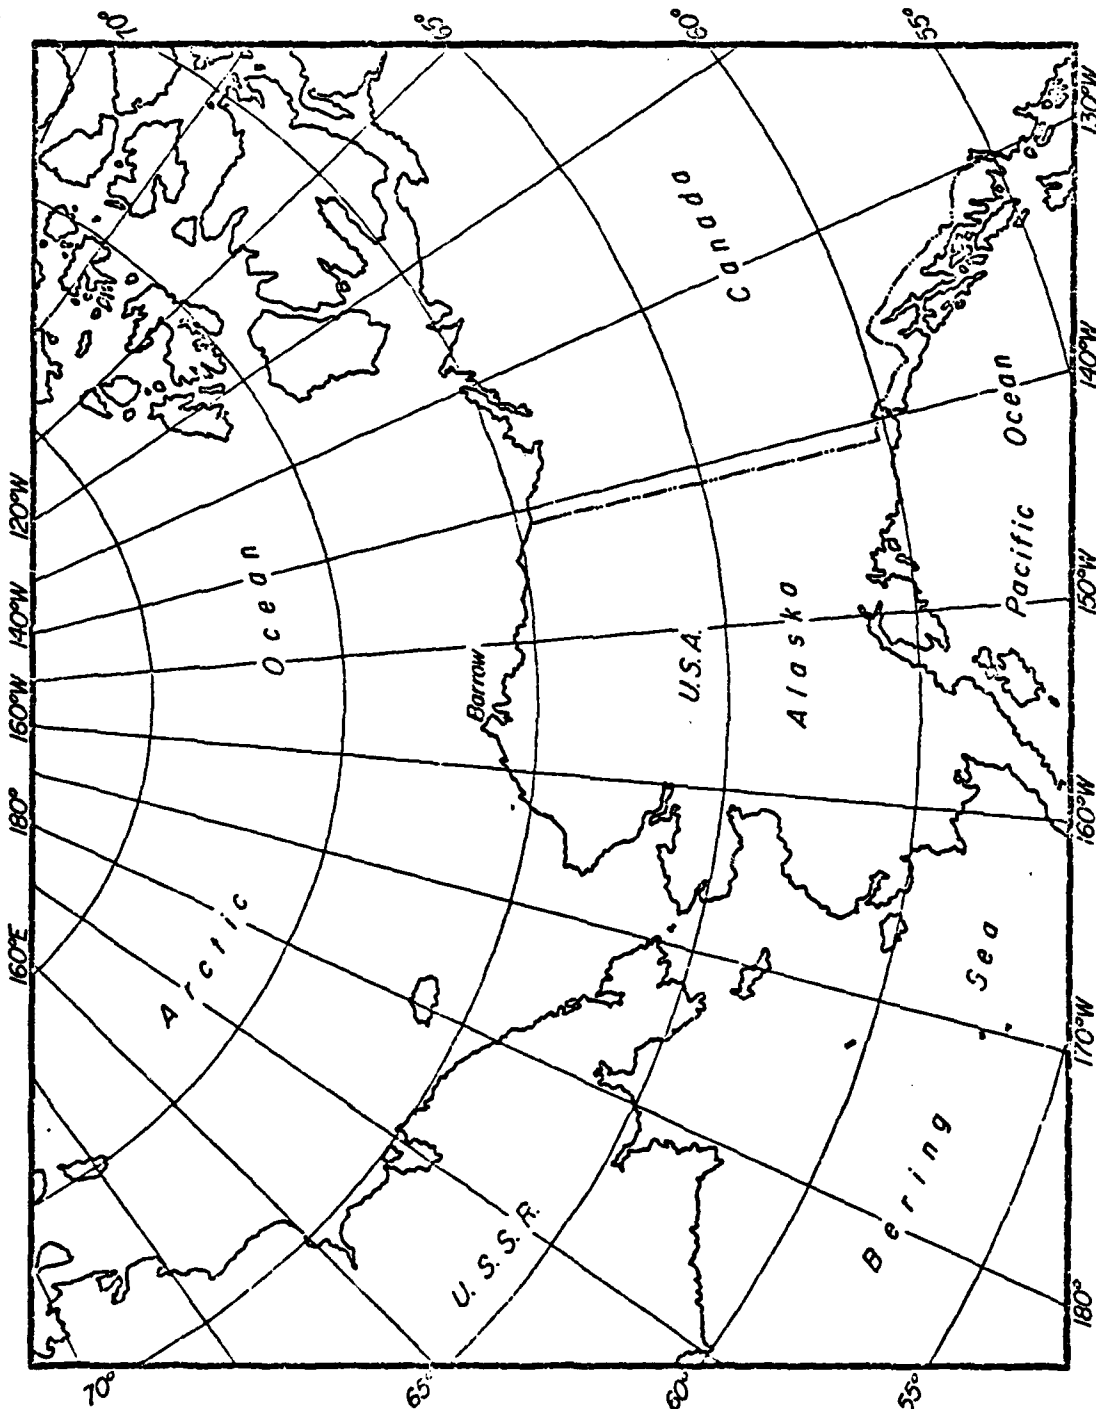 70°
65°
60°
55°
120°W
140°W
160°W
180°
160°E
Arctic
Ocean
Barrow
Canada
U.S.A.
Alaska
U.S.S.R.
Pacific Ocean
Bering
Sea
70°
65°
60°
55°
180°
170°W
160°W
150°W
140°W
130°W